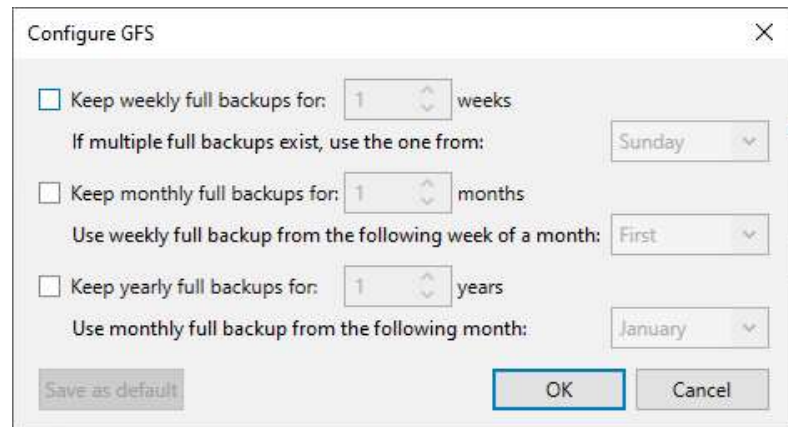 Configure GFS
Keep weekly full backups for: 1 weeks
If multiple full backups exist, use the one from: Sunday
Keep monthly full backups for: 1 months
Use weekly full backup from the following week of a month: First
Keep yearly full backups for: 1 years
Use monthly full backup from the following month: January
Save as default OK Cancel